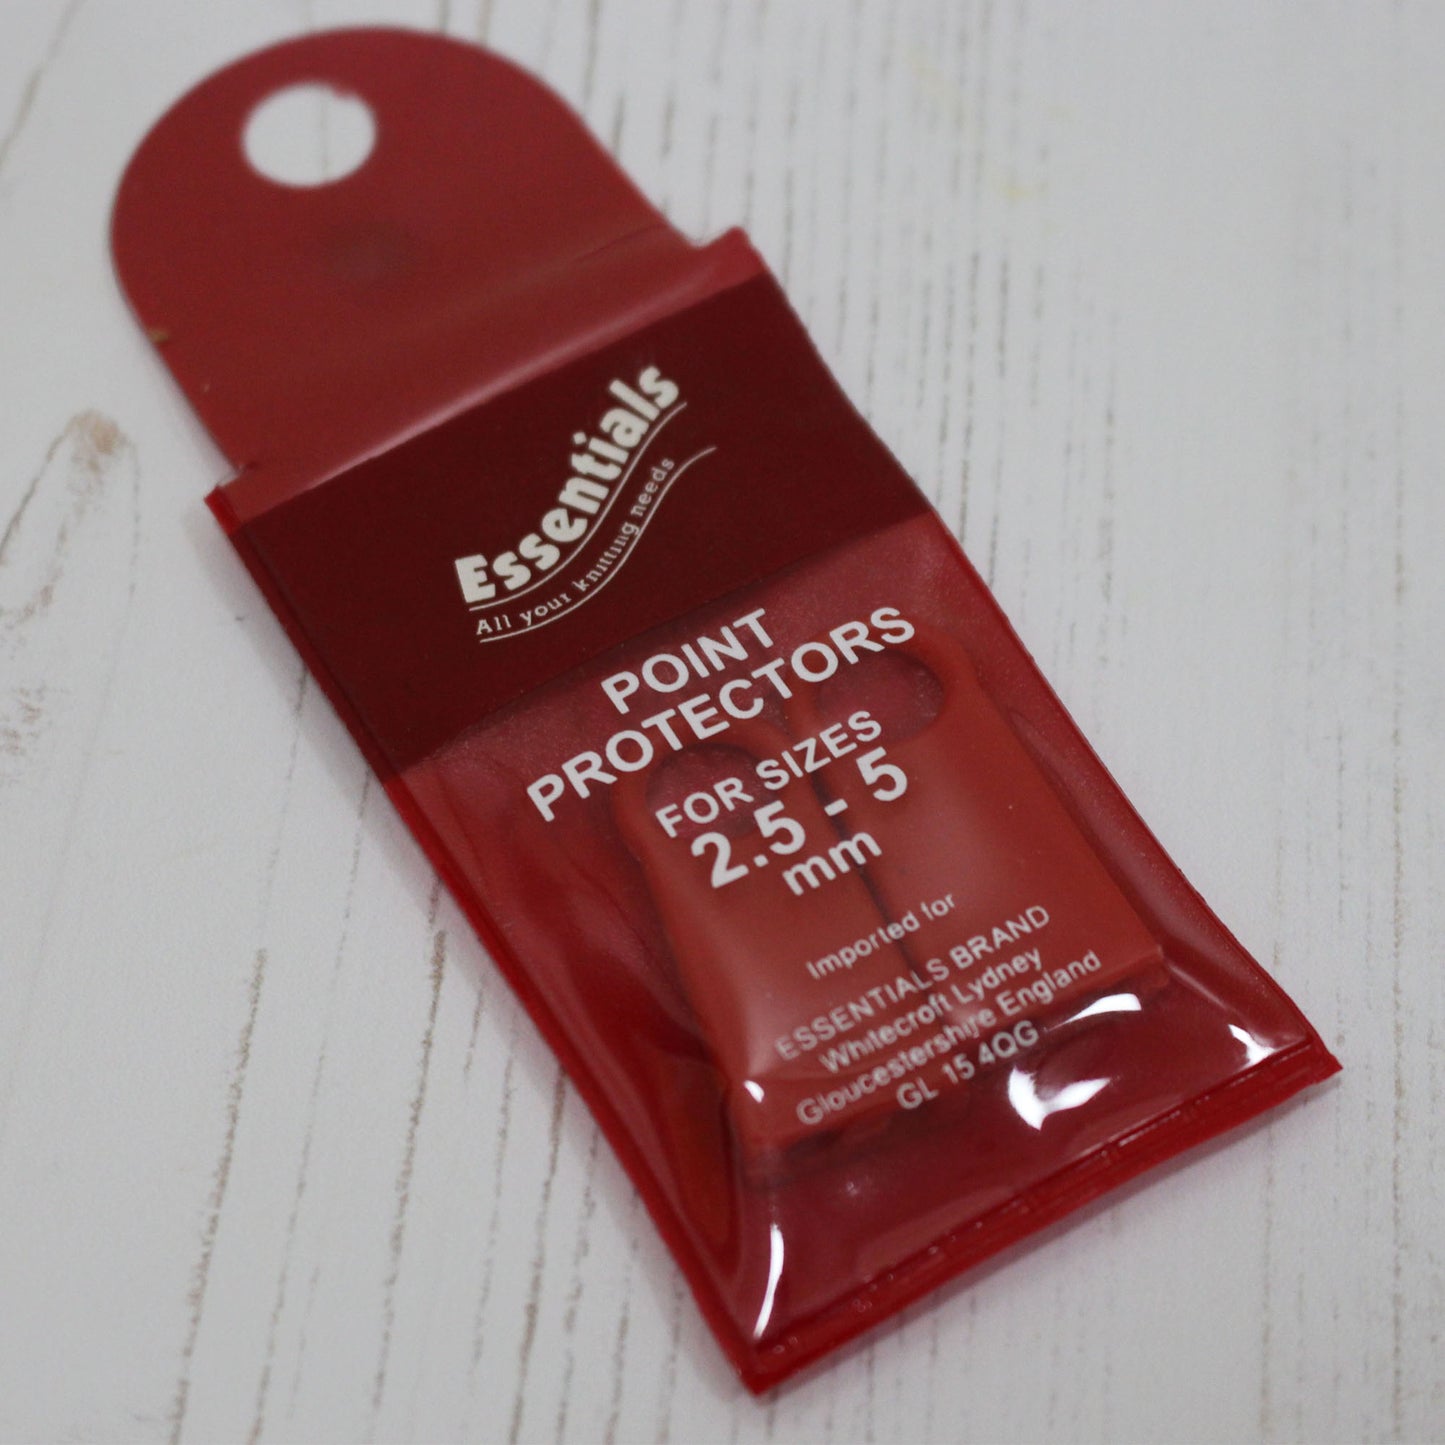 Essentials
All your knitting needs
POINT
PROTECTORS
FOR SIZES
2.5 - 5
mm
Imported for
ESSENTIALS BRAND
Whitecroft Lydney
Gloucestershire England
GL 15 4QG